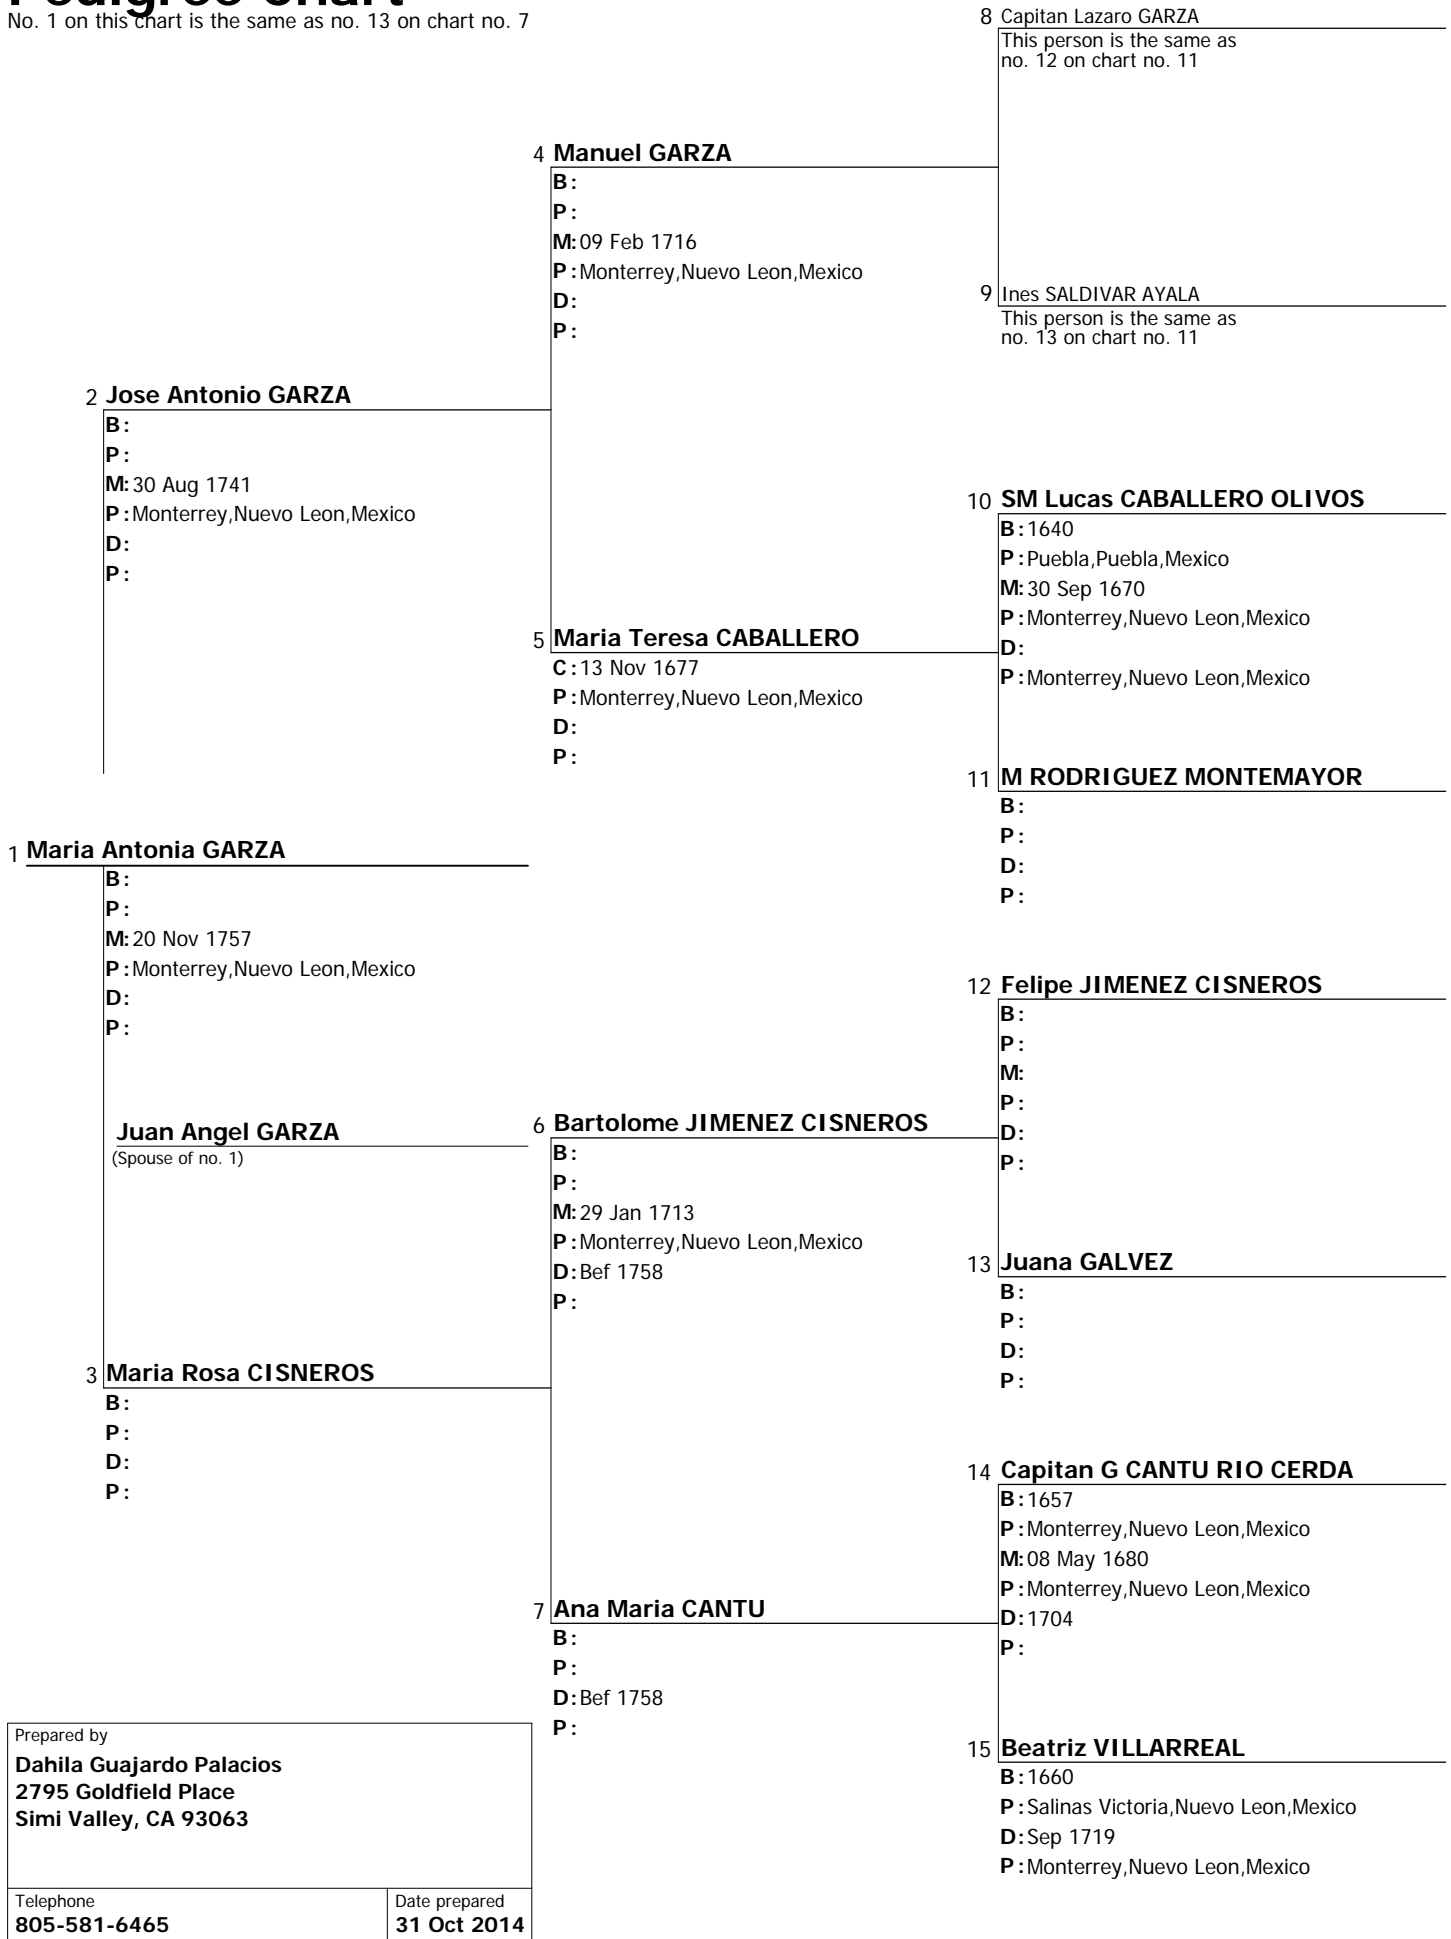 Pedigree Chart
No. 1 on this chart is the same as no. 13 on chart no. 7
8 Capitan Lazaro GARZA
This person is the same as
no. 12 on chart no. 11
4 Manuel GARZA
B:
P:
M: 09 Feb 1716
P: Monterrey,Nuevo Leon,Mexico
D:
P:
9 Ines SALDIVAR AYALA
This person is the same as
no. 13 on chart no. 11
2 Jose Antonio GARZA
B:
P:
M: 30 Aug 1741
P: Monterrey,Nuevo Leon,Mexico
D:
P:
10 SM Lucas CABALLERO OLIVOS
B: 1640
P: Puebla,Puebla,Mexico
M: 30 Sep 1670
P: Monterrey,Nuevo Leon,Mexico
D:
P: Monterrey,Nuevo Leon,Mexico
5 Maria Teresa CABALLERO
C: 13 Nov 1677
P: Monterrey,Nuevo Leon,Mexico
D:
P:
11 M RODRIGUEZ MONTEMAYOR
B:
P:
D:
P:
1 Maria Antonia GARZA
B:
P:
M: 20 Nov 1757
P: Monterrey,Nuevo Leon,Mexico
D:
P:
Juan Angel GARZA
(Spouse of no. 1)
12 Felipe JIMENEZ CISNEROS
B:
P:
M:
P:
D:
P:
6 Bartolome JIMENEZ CISNEROS
B:
P:
M: 29 Jan 1713
P: Monterrey,Nuevo Leon,Mexico
D: Bef 1758
P:
13 Juana GALVEZ
B:
P:
D:
P:
3 Maria Rosa CISNEROS
B:
P:
D:
P:
14 Capitan G CANTU RIO CERDA
B: 1657
P: Monterrey,Nuevo Leon,Mexico
M: 08 May 1680
P: Monterrey,Nuevo Leon,Mexico
D: 1704
P:
7 Ana Maria CANTU
B:
P:
D: Bef 1758
P:
15 Beatriz VILLARREAL
B: 1660
P: Salinas Victoria,Nuevo Leon,Mexico
D: Sep 1719
P: Monterrey,Nuevo Leon,Mexico
Prepared by
Dahila Guajardo Palacios
2795 Goldfield Place
Simi Valley, CA 93063
Telephone
805-581-6465
Date prepared
31 Oct 2014